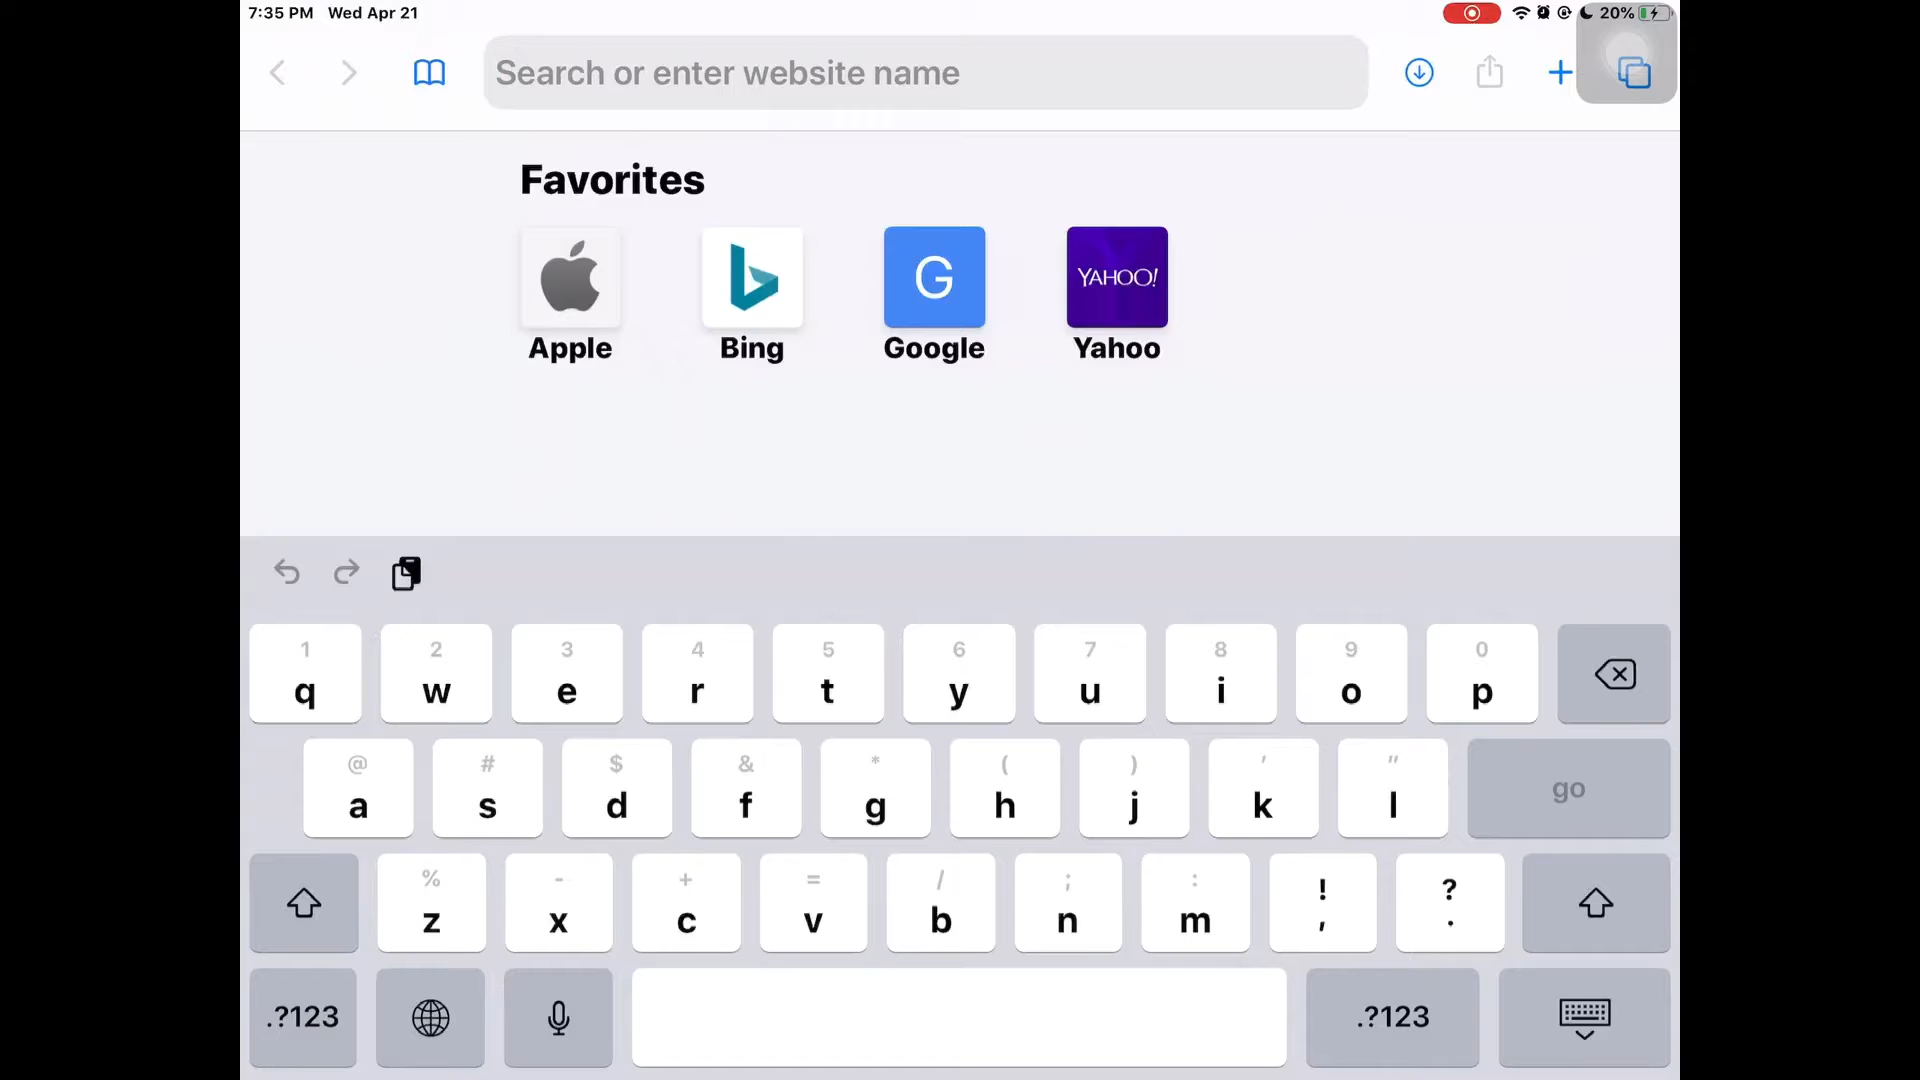 7:35 PM Wed Apr 21
20%
Search or enter website name
Favorites
G
YAHOO!
Apple Bing Google Yahoo
1 2 3 4 5 6 7 8 9 0
q w e r t y u i o p
@ # $ & * ( ) ' "
a s d f g h j k l go
% - + = / ; : ! ?
z x c v b n m , .
.?123 .?123